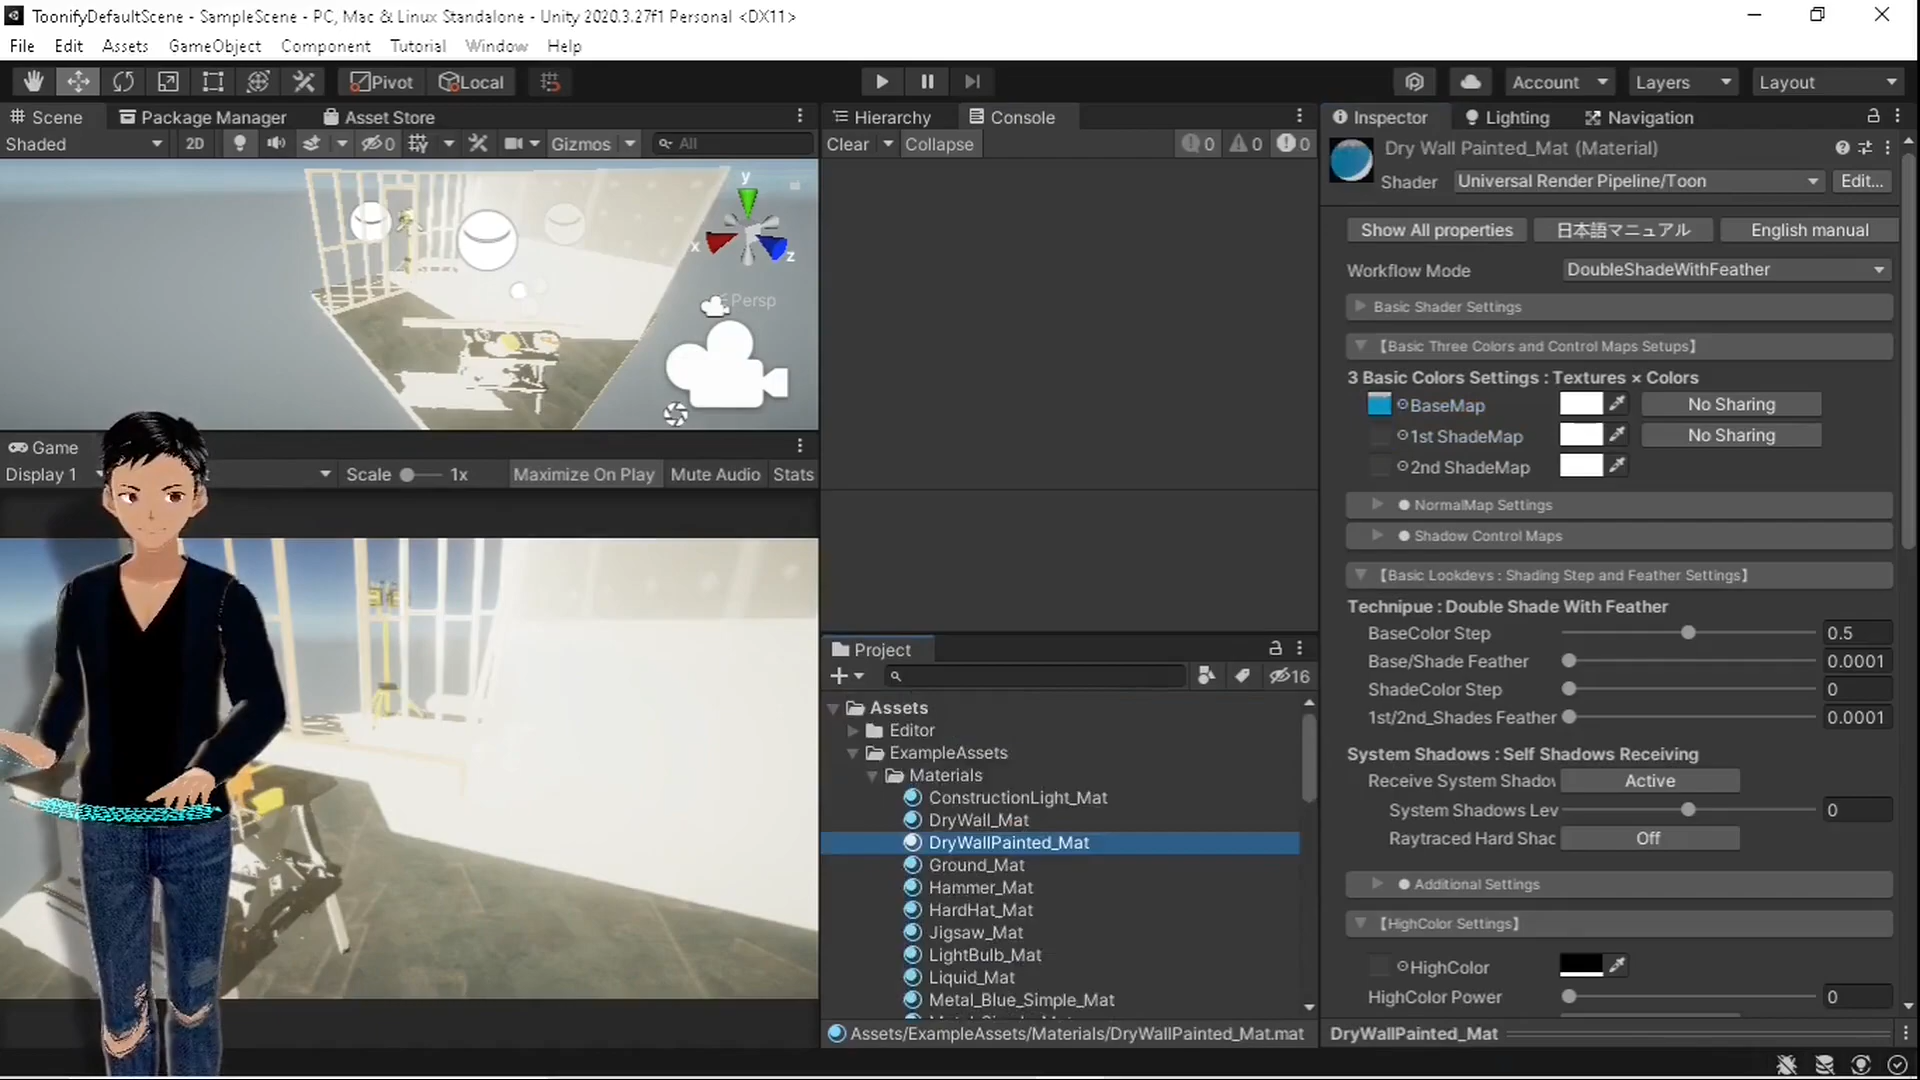 ToonifyDefaultScene - SampleScene - PC, Mac & Linux Standalone - Unity 2020.3.27f1 Personal <DX11>
File Edit Assets GameObject Component Tutorial Window Help
Pivot Local Account Layers Layout
Scene Package Manager Asset Store
Shaded 2D 0 Gizmos All
y
x
z
Persp
Game
Display 1 Scale 1x Maximize On Play Mute Audio Stats
Hierarchy Console
Clear Collapse 0 0 0
Project
16
Assets
Editor
ExampleAssets
Materials
ConstructionLight_Mat
DryWall_Mat
DryWallPainted_Mat
Ground_Mat
Hammer_Mat
HardHat_Mat
Jigsaw_Mat
LightBulb_Mat
Liquid_Mat
Metal_Blue_Simple_Mat
Assets/ExampleAssets/Materials/DryWallPainted_Mat.mat
Inspector Lighting Navigation
Dry Wall Painted_Mat (Material)
Shader Universal Render Pipeline/Toon Edit...
Show All properties 日本語マニュアル English manual
Workflow Mode DoubleShadeWithFeather
Basic Shader Settings
【Basic Three Colors and Control Maps Setups】
3 Basic Colors Settings : Textures × Colors
BaseMap No Sharing
1st ShadeMap No Sharing
2nd ShadeMap
NormalMap Settings
Shadow Control Maps
【Basic Lookdevs : Shading Step and Feather Settings】
Technipue : Double Shade With Feather
BaseColor Step 0.5
Base/Shade Feather 0.0001
ShadeColor Step 0
1st/2nd_Shades Feather 0.0001
System Shadows : Self Shadows Receiving
Receive System Shadov Active
System Shadows Lev 0
Raytraced Hard Shac Off
Additional Settings
【HighColor Settings】
HighColor
HighColor Power 0
DryWallPainted_Mat